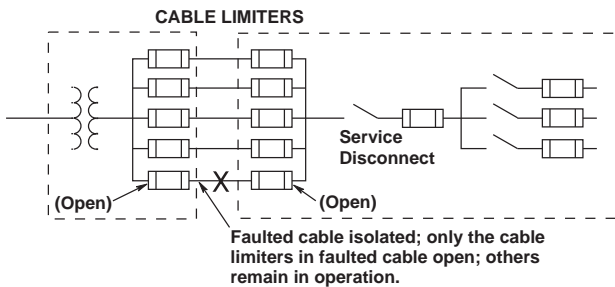 CABLE LIMITERS
Service
Disconnect
(Open)
(Open)
Faulted cable isolated; only the cable
limiters in faulted cable open; others
remain in operation.